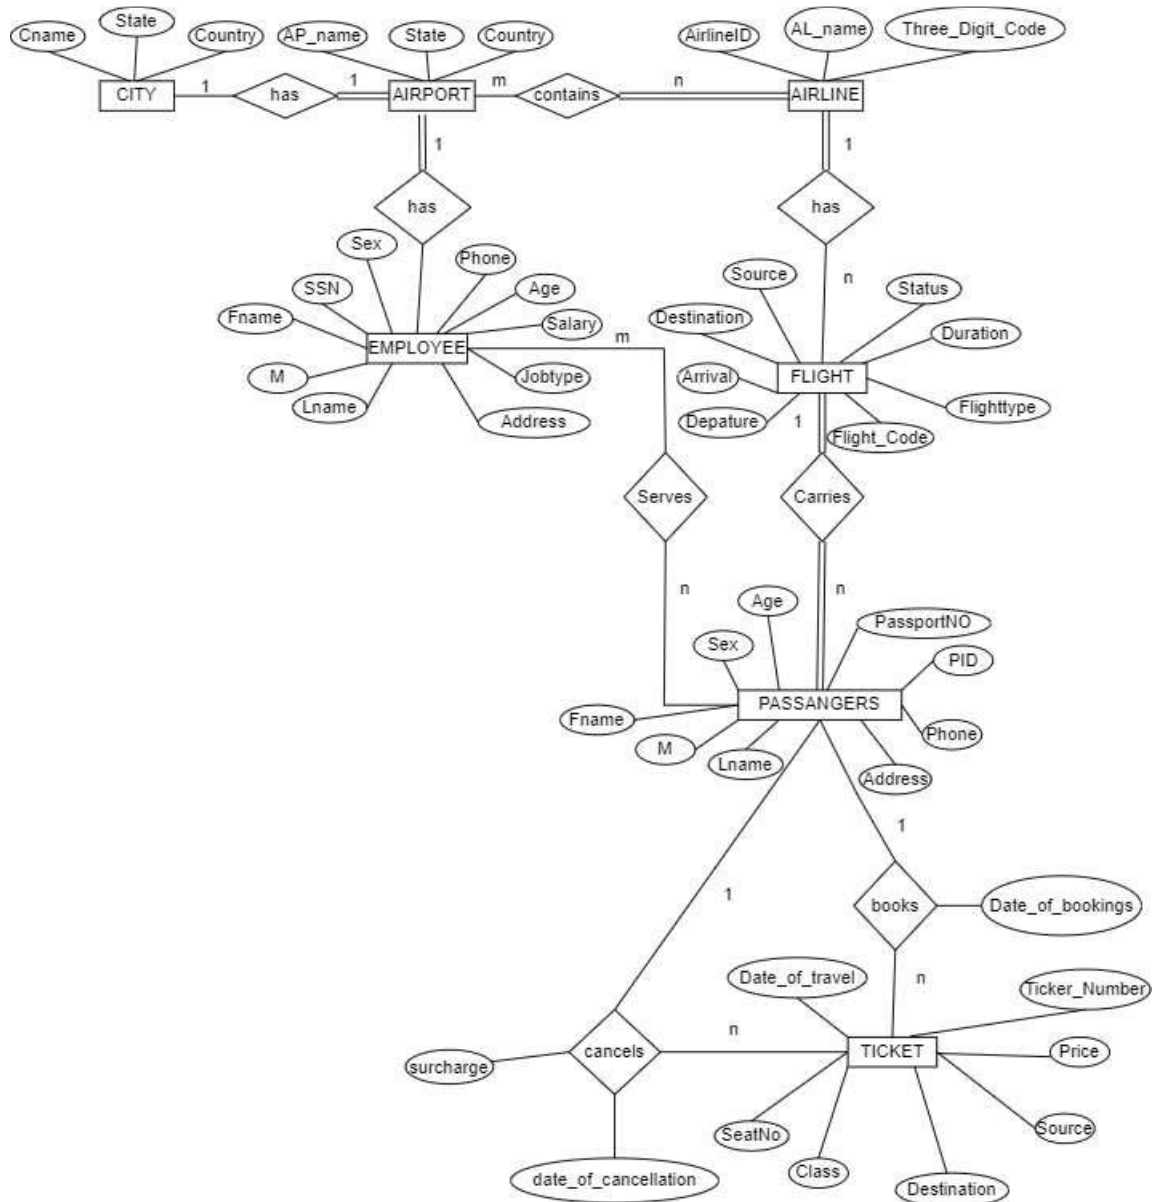 State
Cname
Country
AP_name
State
Country
AirlineID
AL_name
Three_Digit_Code
CITY
1
has
1
AIRPORT
m
contains
n
AIRLINE
1
1
has
has
Sex
Phone
Source
n
Status
SSN
Age
Fname
Salary
Destination
Duration
EMPLOYEE
m
M
Jobtype
Arrival
FLIGHT
Lname
Address
Depature
1
Flight_Code
Flighttype
Serves
Carries
n
n
Age
PassportNO
Sex
PID
PASSANGERS
Fname
M
Lname
Phone
Address
1
1
books
Date_of_bookings
Date_of_travel
n
Ticker_Number
surcharge
cancels
n
TICKET
Price
SeatNo
Source
Class
date_of_cancellation
Destination